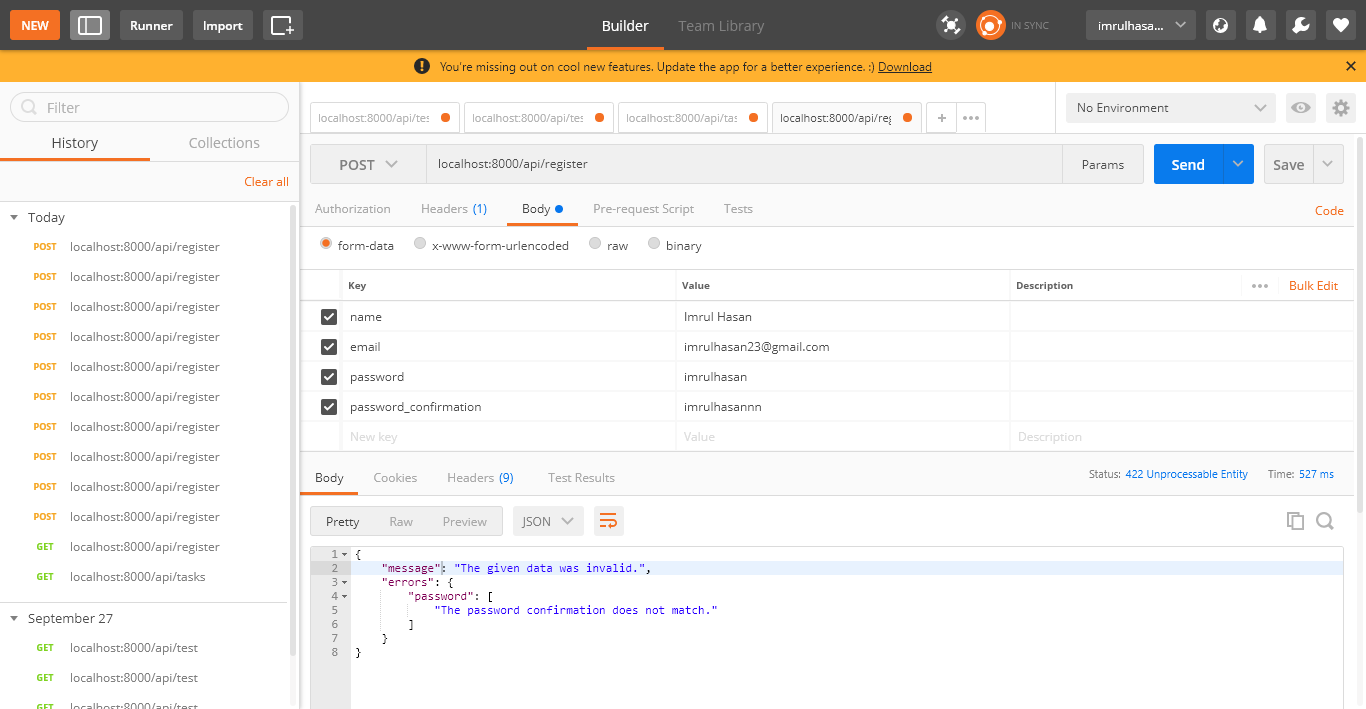 NEW Runner Import Builder Team Library IN SYNC imrulhasa...
You're missing out on cool new features. Update the app for a better experience. :) Download
Filter
History Collections
Clear all
Today
POST localhost:8000/api/register
POST localhost:8000/api/register
POST localhost:8000/api/register
POST localhost:8000/api/register
POST localhost:8000/api/register
POST localhost:8000/api/register
POST localhost:8000/api/register
POST localhost:8000/api/register
POST localhost:8000/api/register
POST localhost:8000/api/register
GET localhost:8000/api/register
GET localhost:8000/api/tasks
September 27
GET localhost:8000/api/test
GET localhost:8000/api/test
GET localhost:8000/api/test
localhost:8000/api/tes localhost:8000/api/tes localhost:8000/api/tas localhost:8000/api/reg + •••
No Environment
POST localhost:8000/api/register Params Send Save
Authorization Headers (1) Body Pre-request Script Tests Code
form-data x-www-form-urlencoded raw binary
Key Value Description ••• Bulk Edit
name Imrul Hasan
email imrulhasan23@gmail.com
password imrulhasan
password_confirmation imrulhasannn
New key Value Description
Body Cookies Headers (9) Test Results Status: 422 Unprocessable Entity Time: 527 ms
Pretty Raw Preview JSON
1 {
2 "message": "The given data was invalid.",
3 "errors": {
4 "password": [
5 "The password confirmation does not match."
6 ]
7 }
8 }